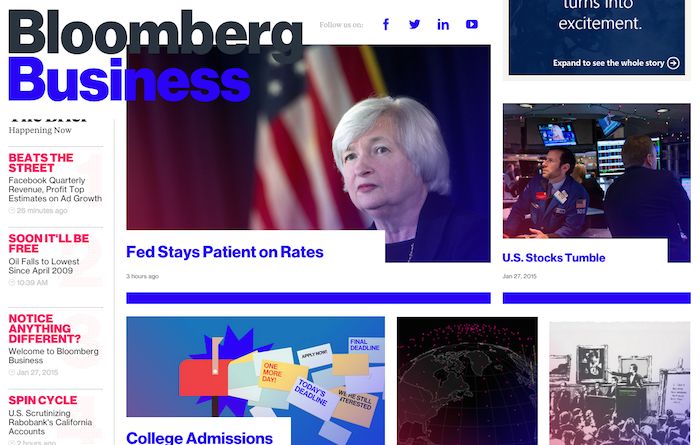 Bloomberg
Business
Follow us on:
turns into
excitement.
Expand to see the whole story
The Brief
Happening Now
BEATS THE
STREET
Facebook Quarterly
Revenue, Profit Top
Estimates on Ad Growth
26 minutes ago
1
SOON IT'LL BE
FREE
Oil Falls to Lowest
Since April 2009
10:39 AM
2
NOTICE
ANYTHING
DIFFERENT?
Welcome to Bloomberg
Business
Jan 27, 2015
3
SPIN CYCLE
U.S. Scrutinizing
Rabobank's California
Accounts
2 hours ago
4
Fed Stays Patient on Rates
3 hours ago
U.S. Stocks Tumble
Jan 27, 2015
FINAL
DEADLINE
APPLY NOW!
ONE
MORE
DAY!
TODAY'S
DEADLINE
WE'RE STILL
INTERESTED
College Admissions